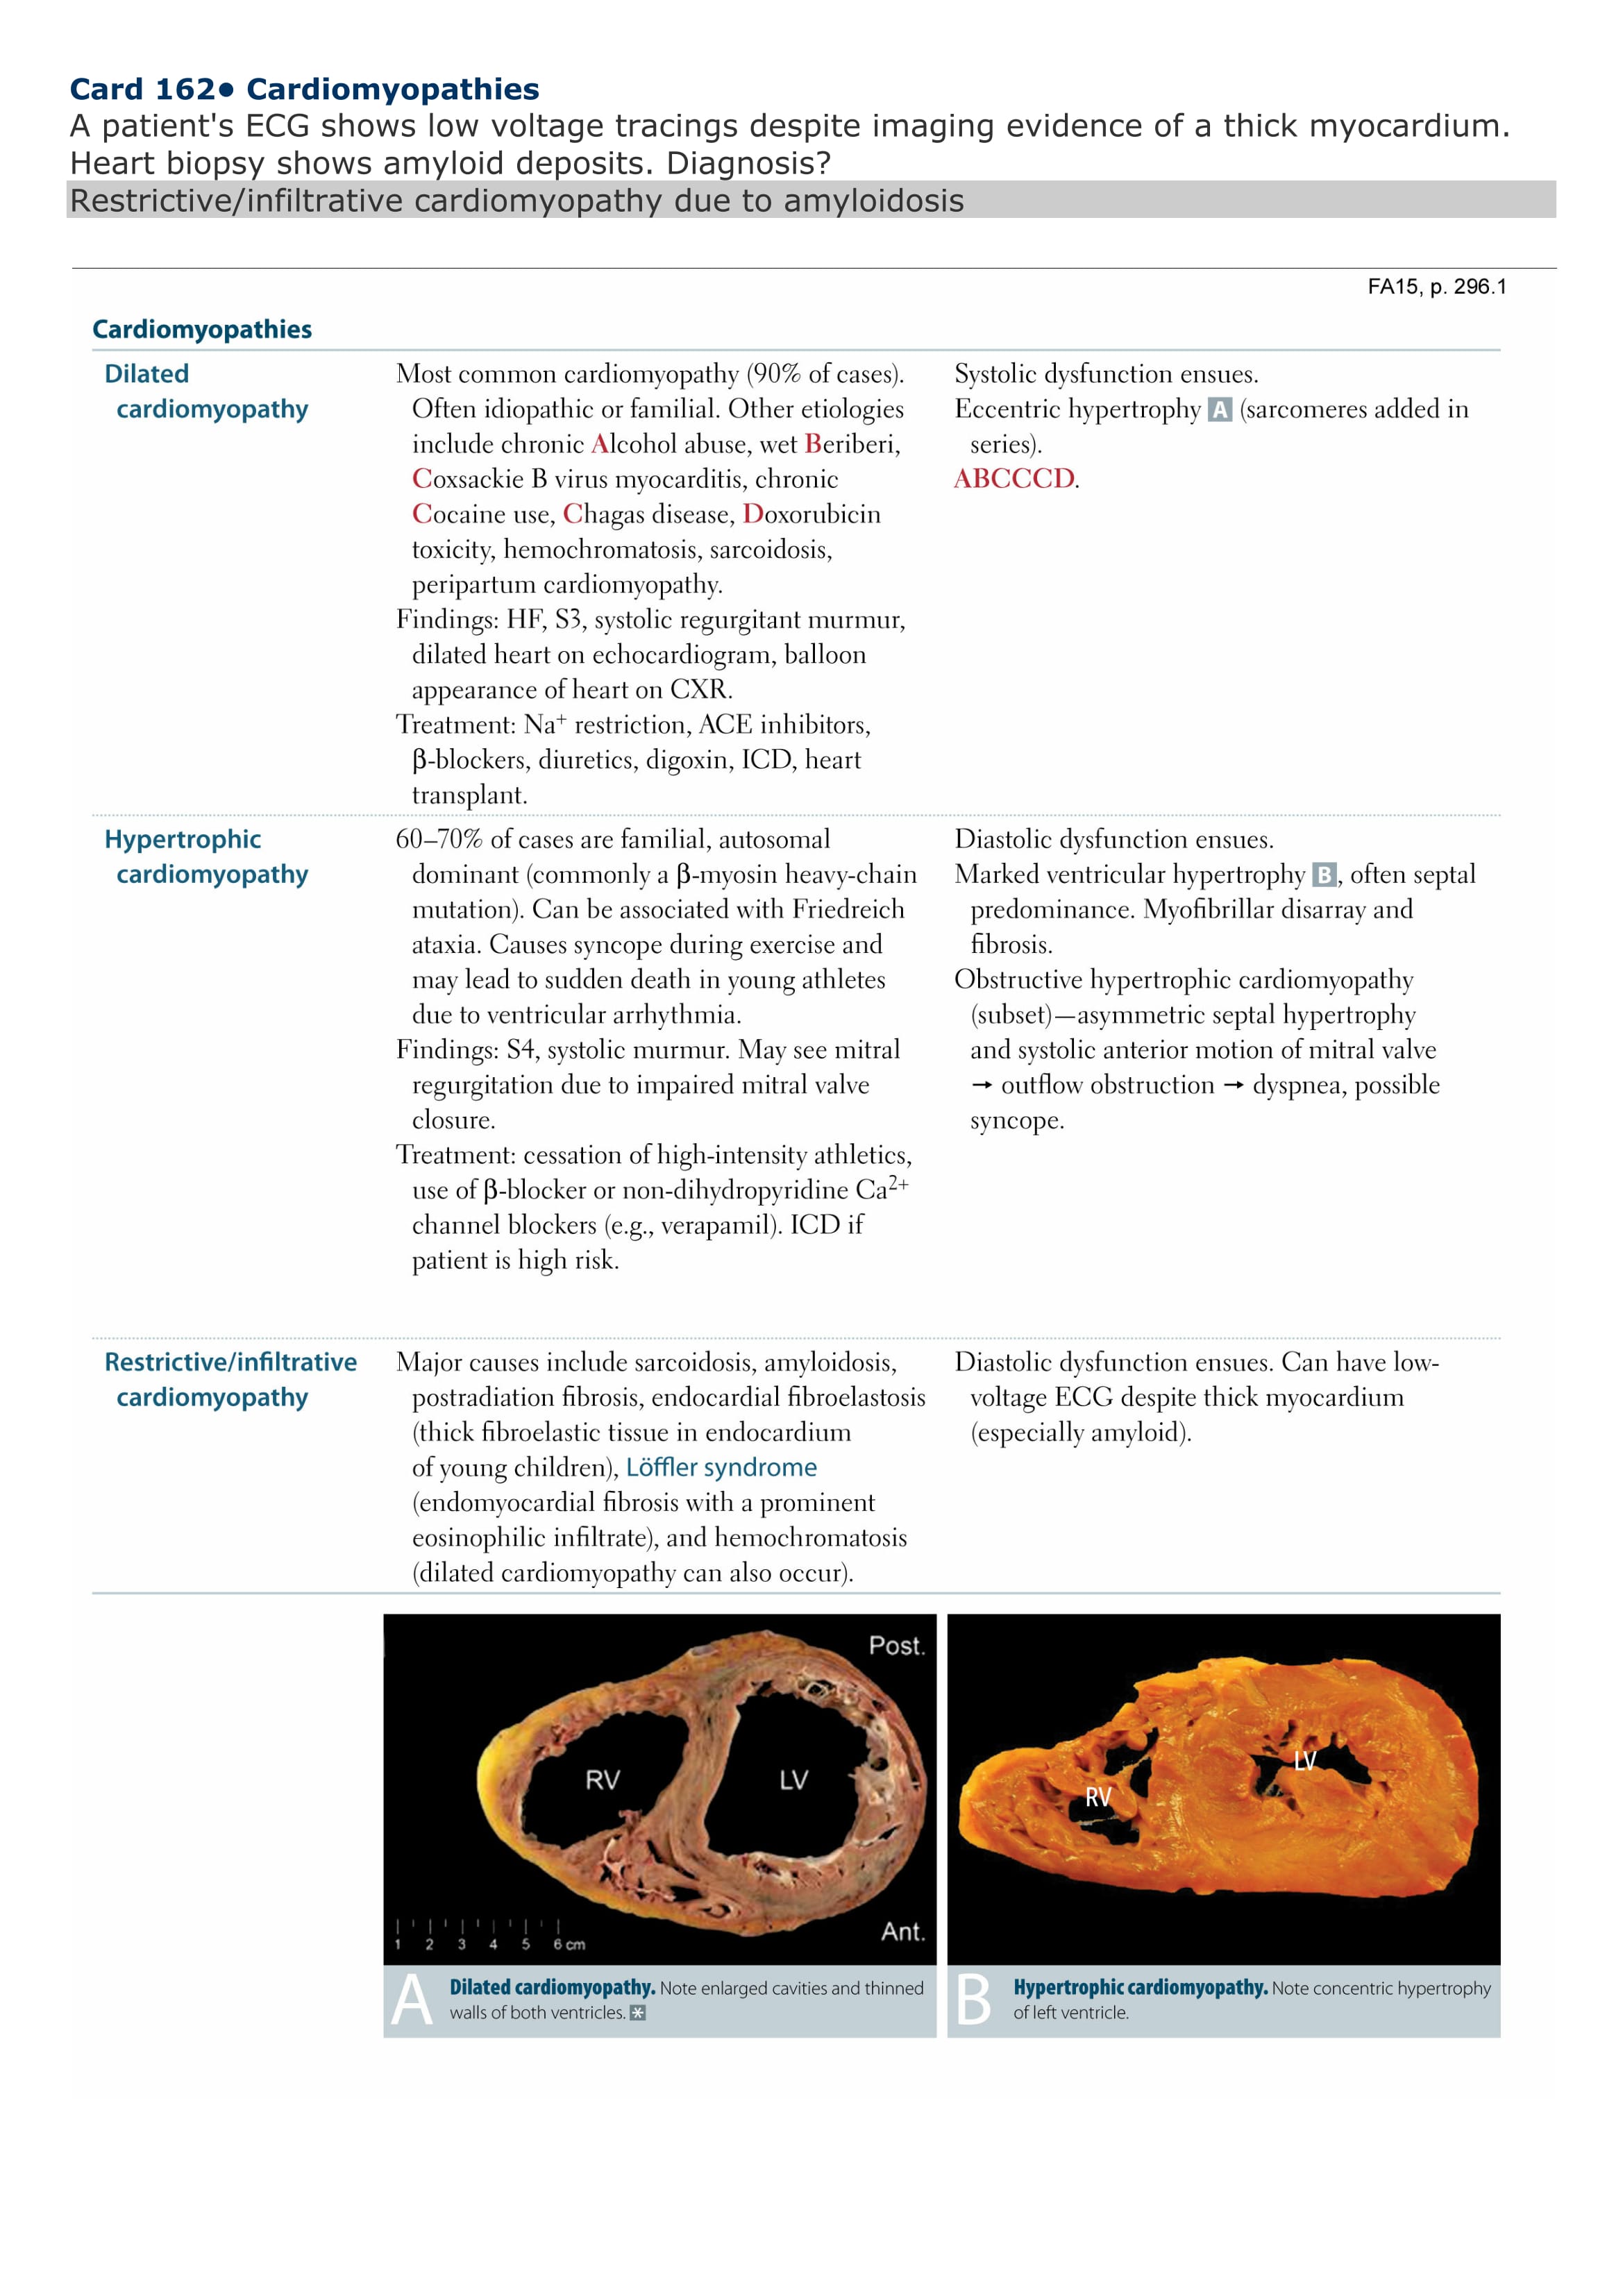 Card 162• Cardiomyopathies
A patient's ECG shows low voltage tracings despite imaging evidence of a thick myocardium.
Heart biopsy shows amyloid deposits. Diagnosis?
Restrictive/infiltrative cardiomyopathy due to amyloidosis
FA15, p. 296.1
Cardiomyopathies
Dilated
cardiomyopathy
Most common cardiomyopathy (90% of cases).
Often idiopathic or familial. Other etiologies
include chronic Alcohol abuse, wet Beriberi,
Coxsackie B virus myocarditis, chronic
Cocaine use, Chagas disease, Doxorubicin
toxicity, hemochromatosis, sarcoidosis,
peripartum cardiomyopathy.
Findings: HF, S3, systolic regurgitant murmur,
dilated heart on echocardiogram, balloon
appearance of heart on CXR.
Treatment: Na⁺ restriction, ACE inhibitors,
β-blockers, diuretics, digoxin, ICD, heart
transplant.
Systolic dysfunction ensues.
Eccentric hypertrophy A (sarcomeres added in
series).
ABCCCD.
Hypertrophic
cardiomyopathy
60–70% of cases are familial, autosomal
dominant (commonly a β-myosin heavy-chain
mutation). Can be associated with Friedreich
ataxia. Causes syncope during exercise and
may lead to sudden death in young athletes
due to ventricular arrhythmia.
Findings: S4, systolic murmur. May see mitral
regurgitation due to impaired mitral valve
closure.
Treatment: cessation of high-intensity athletics,
use of β-blocker or non-dihydropyridine Ca²⁺
channel blockers (e.g., verapamil). ICD if
patient is high risk.
Diastolic dysfunction ensues.
Marked ventricular hypertrophy B, often septal
predominance. Myofibrillar disarray and
fibrosis.
Obstructive hypertrophic cardiomyopathy
(subset)—asymmetric septal hypertrophy
and systolic anterior motion of mitral valve
→ outflow obstruction → dyspnea, possible
syncope.
Restrictive/infiltrative
cardiomyopathy
Major causes include sarcoidosis, amyloidosis,
postradiation fibrosis, endocardial fibroelastosis
(thick fibroelastic tissue in endocardium
of young children), Löffler syndrome
(endomyocardial fibrosis with a prominent
eosinophilic infiltrate), and hemochromatosis
(dilated cardiomyopathy can also occur).
Diastolic dysfunction ensues. Can have low-
voltage ECG despite thick myocardium
(especially amyloid).
Post.
RV
LV
Ant.
1 2 3 4 5 6 cm
LV
RV
A
Dilated cardiomyopathy. Note enlarged cavities and thinned
walls of both ventricles. *
B
Hypertrophic cardiomyopathy. Note concentric hypertrophy
of left ventricle.